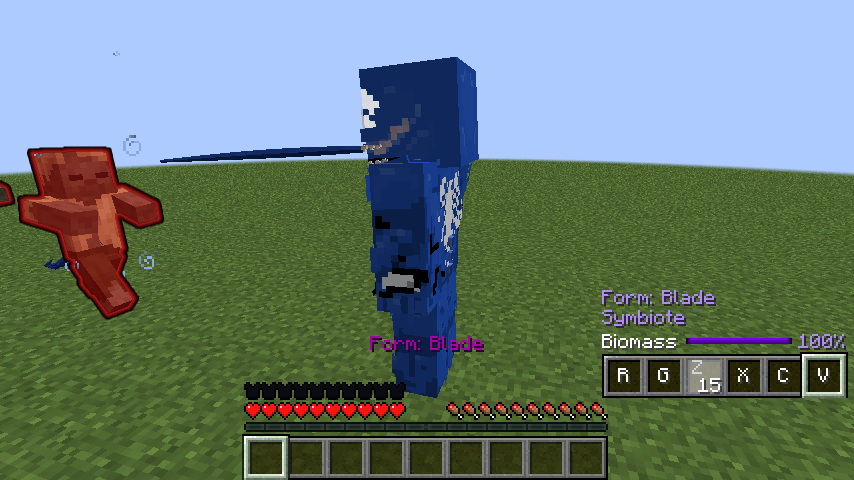 Form: Blade
Symbiote
Biomass 100%
Form: Blade
R G Z 15 X C V